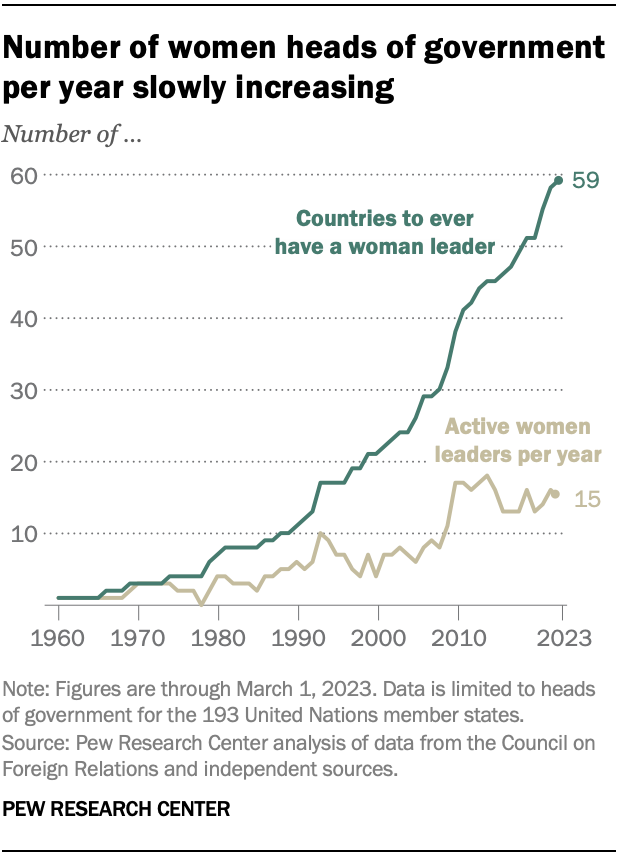 Number of women heads of government
per year slowly increasing
Number of ...
60
59
Countries to ever
have a woman leader
50
40
30
Active women
leaders per year
20
15
10
1960 1970 1980 1990 2000 2010 2023
Note: Figures are through March 1, 2023. Data is limited to heads
of government for the 193 United Nations member states.
Source: Pew Research Center analysis of data from the Council on
Foreign Relations and independent sources.
PEW RESEARCH CENTER